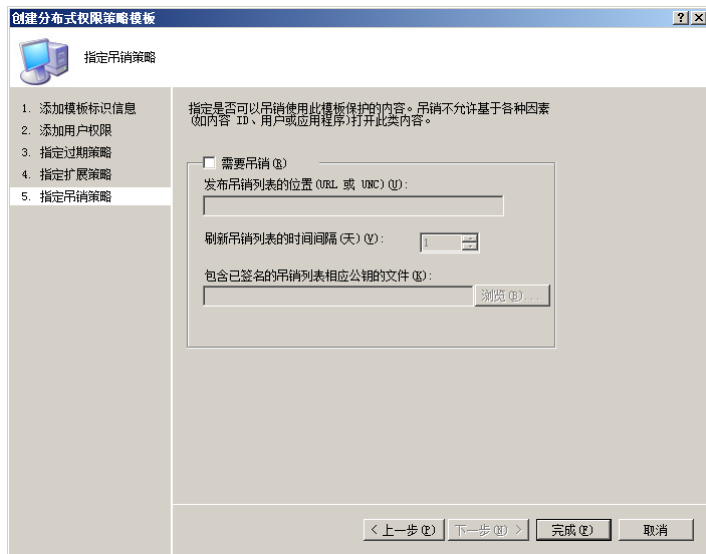 创建分布式权限策略模板
指定吊销策略
1. 添加模板标识信息
2. 添加用户权限
3. 指定过期策略
4. 指定扩展策略
5. 指定吊销策略
指定是否可以吊销使用此模板保护的内容。吊销不允许基于各种因素
(如内容 ID、用户或应用程序)打开此类内容。
需要吊销(R)
发布吊销列表的位置(URL 或 UNC)(U):
刷新吊销列表的时间间隔(天)(V):
1
包含已签名的吊销列表相应公钥的文件(K):
浏览(B)...
< 上一步(P)
下一步(N) >
完成(F)
取消